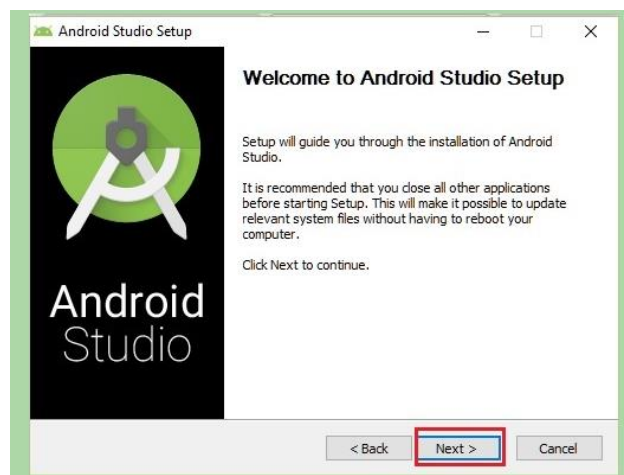 Android Studio Setup
Welcome to Android Studio Setup
Setup will guide you through the installation of Android
Studio.
It is recommended that you close all other applications
before starting Setup. This will make it possible to update
relevant system files without having to reboot your
computer.
Click Next to continue.
Android
Studio
< Back
Next >
Cancel